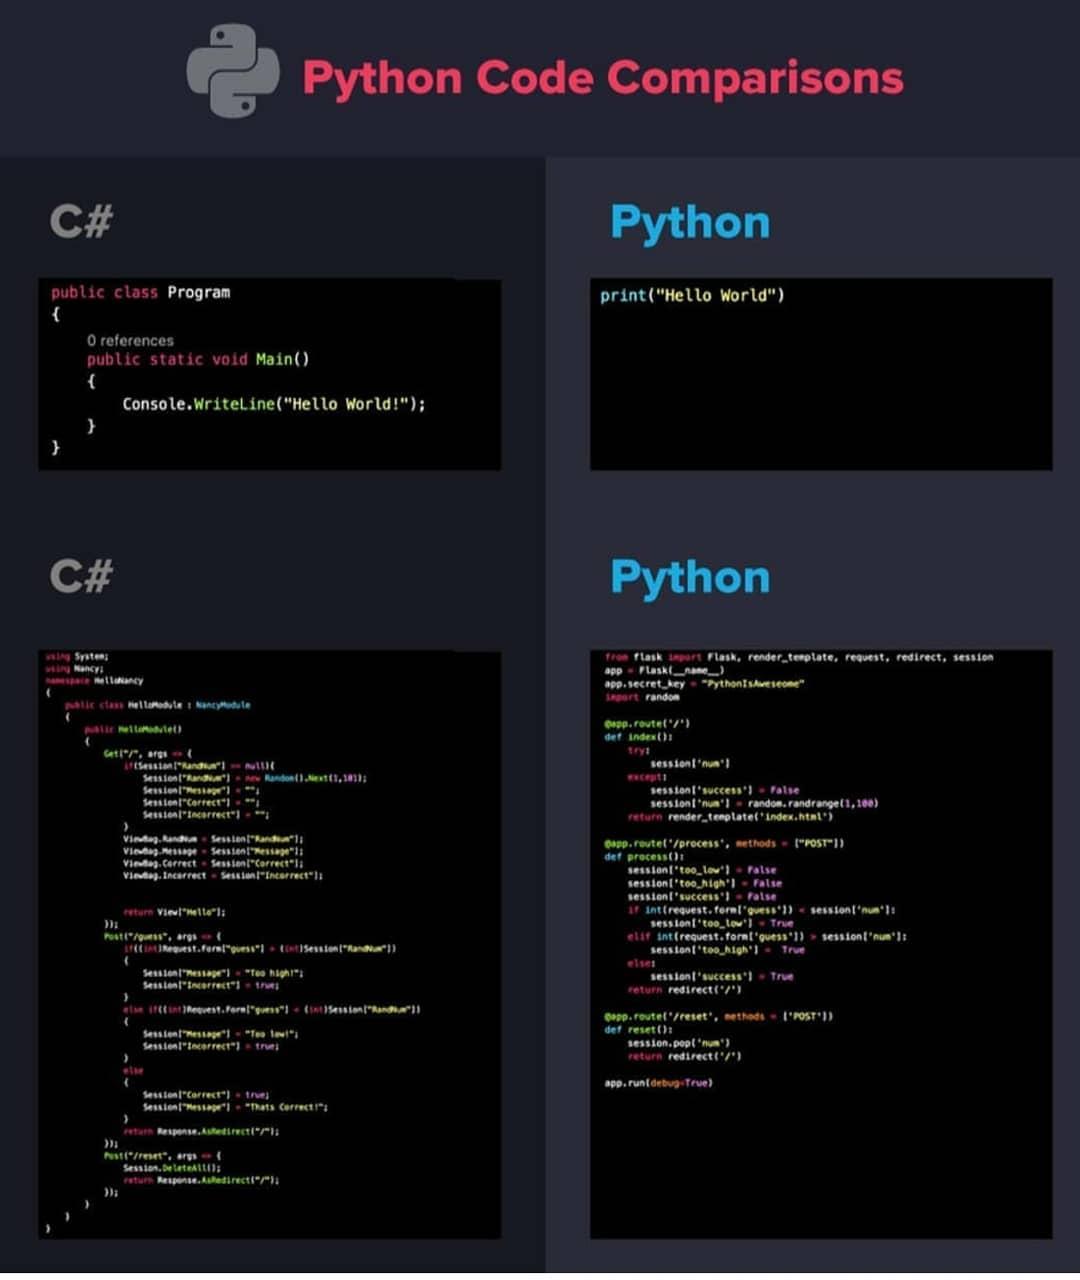 Python Code Comparisons
C#
public class Program
{
0 references
public static void Main()
{
Console.WriteLine("Hello World!");
}
}
Python
print("Hello World")
C#
using System;
using Nancy;
namespace HelloNancy
{
public class HelloModule : NancyModule
{
public HelloModule()
{
Get("/", args => {
if(Session["RandNum"] == null){
Session["RandNum"] = new Random().Next(1,101);
Session["Message"] = "";
Session["Correct"] = "";
Session["Incorrect"] = "";
}
ViewBag.RandNum = Session["RandNum"];
ViewBag.Message = Session["Message"];
ViewBag.Correct = Session["Correct"];
ViewBag.Incorrect = Session["Incorrect"];
return View["Hello"];
});
Post("/guess", args => {
if((int)Request.Form["guess"] > (int)Session["RandNum"])
{
Session["Message"] = "Too high!";
Session["Incorrect"] = true;
}
else if((int)Request.Form["guess"] < (int)Session["RandNum"])
{
Session["Message"] = "Too low!";
Session["Incorrect"] = true;
}
else
{
Session["Correct"] = true;
Session["Message"] = "Thats Correct!";
}
return Response.AsRedirect("/");
});
Post("/reset", args => {
Session.DeleteAll();
return Response.AsRedirect("/");
});
}
}
}
Python
from flask import Flask, render_template, request, redirect, session
app = Flask(__name__)
app.secret_key = "PythonIsAweseome"
import random
@app.route('/')
def index():
try:
session['num']
except:
session['success'] = False
session['num'] = random.randrange(1,100)
return render_template('index.html')
@app.route('/process', methods = ["POST"])
def process():
session['too_low'] = False
session['too_high'] = False
session['success'] = False
if int(request.form['guess']) < session['num']:
session['too_low'] = True
elif int(request.form['guess']) > session['num']:
session['too_high'] = True
else:
session['success'] = True
return redirect('/')
@app.route('/reset', methods = ['POST'])
def reset():
session.pop('num')
return redirect('/')
app.run(debug=True)